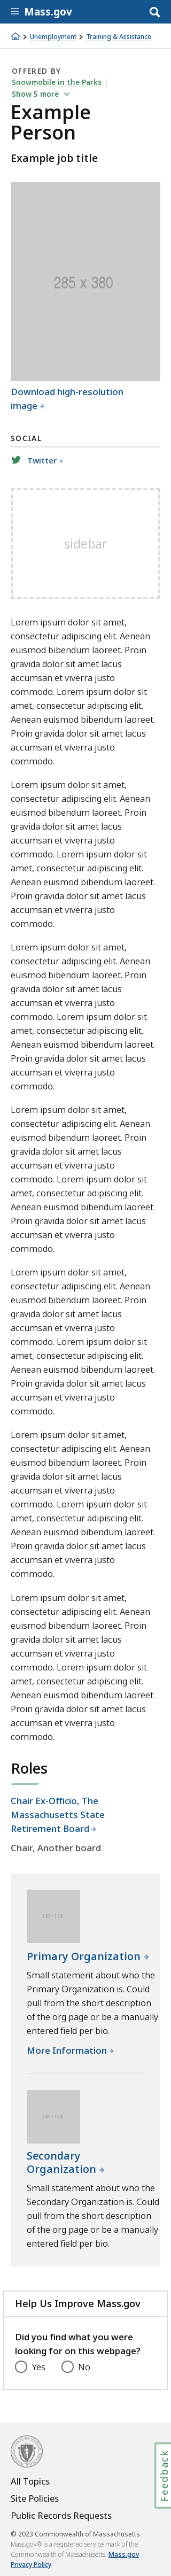 Mass.gov
Unemployment > Training & Assistance
OFFERED BY
Snowmobile in the Parks
Show 5 more
Example
Person
Example job title
285 x 380
Download high-resolution
image
SOCIAL
Twitter
sidebar
Lorem ipsum dolor sit amet,
consectetur adipiscing elit. Aenean
euismod bibendum laoreet. Proin
gravida dolor sit amet lacus
accumsan et viverra justo
commodo. Lorem ipsum dolor sit
amet, consectetur adipiscing elit.
Aenean euismod bibendum laoreet.
Proin gravida dolor sit amet lacus
accumsan et viverra justo
commodo.
Lorem ipsum dolor sit amet,
consectetur adipiscing elit. Aenean
euismod bibendum laoreet. Proin
gravida dolor sit amet lacus
accumsan et viverra justo
commodo. Lorem ipsum dolor sit
amet, consectetur adipiscing elit.
Aenean euismod bibendum laoreet.
Proin gravida dolor sit amet lacus
accumsan et viverra justo
commodo.
Lorem ipsum dolor sit amet,
consectetur adipiscing elit. Aenean
euismod bibendum laoreet. Proin
gravida dolor sit amet lacus
accumsan et viverra justo
commodo. Lorem ipsum dolor sit
amet, consectetur adipiscing elit.
Aenean euismod bibendum laoreet.
Proin gravida dolor sit amet lacus
accumsan et viverra justo
commodo.
Lorem ipsum dolor sit amet,
consectetur adipiscing elit. Aenean
euismod bibendum laoreet. Proin
gravida dolor sit amet lacus
accumsan et viverra justo
commodo. Lorem ipsum dolor sit
amet, consectetur adipiscing elit.
Aenean euismod bibendum laoreet.
Proin gravida dolor sit amet lacus
accumsan et viverra justo
commodo.
Lorem ipsum dolor sit amet,
consectetur adipiscing elit. Aenean
euismod bibendum laoreet. Proin
gravida dolor sit amet lacus
accumsan et viverra justo
commodo. Lorem ipsum dolor sit
amet, consectetur adipiscing elit.
Aenean euismod bibendum laoreet.
Proin gravida dolor sit amet lacus
accumsan et viverra justo
commodo.
Lorem ipsum dolor sit amet,
consectetur adipiscing elit. Aenean
euismod bibendum laoreet. Proin
gravida dolor sit amet lacus
accumsan et viverra justo
commodo. Lorem ipsum dolor sit
amet, consectetur adipiscing elit.
Aenean euismod bibendum laoreet.
Proin gravida dolor sit amet lacus
accumsan et viverra justo
commodo.
Lorem ipsum dolor sit amet,
consectetur adipiscing elit. Aenean
euismod bibendum laoreet. Proin
gravida dolor sit amet lacus
accumsan et viverra justo
commodo. Lorem ipsum dolor sit
amet, consectetur adipiscing elit.
Aenean euismod bibendum laoreet.
Proin gravida dolor sit amet lacus
accumsan et viverra justo
commodo.
Roles
Chair Ex-Officio, The
Massachusetts State
Retirement Board
Chair, Another board
Primary Organization
Small statement about who the
Primary Organization is. Could
pull from the short description
of the org page or be a manually
entered field per bio.
More Information
Secondary
Organization
Small statement about who the
Secondary Organization is. Could
pull from the short description
of the org page or be a manually
entered field per bio.
Help Us Improve Mass.gov
Did you find what you were
looking for on this webpage?
Yes No
Feedback
All Topics
Site Policies
Public Records Requests
© 2023 Commonwealth of Massachusetts.
Mass.gov® is a registered service mark of the
Commonwealth of Massachusetts. Mass.gov
Privacy Policy